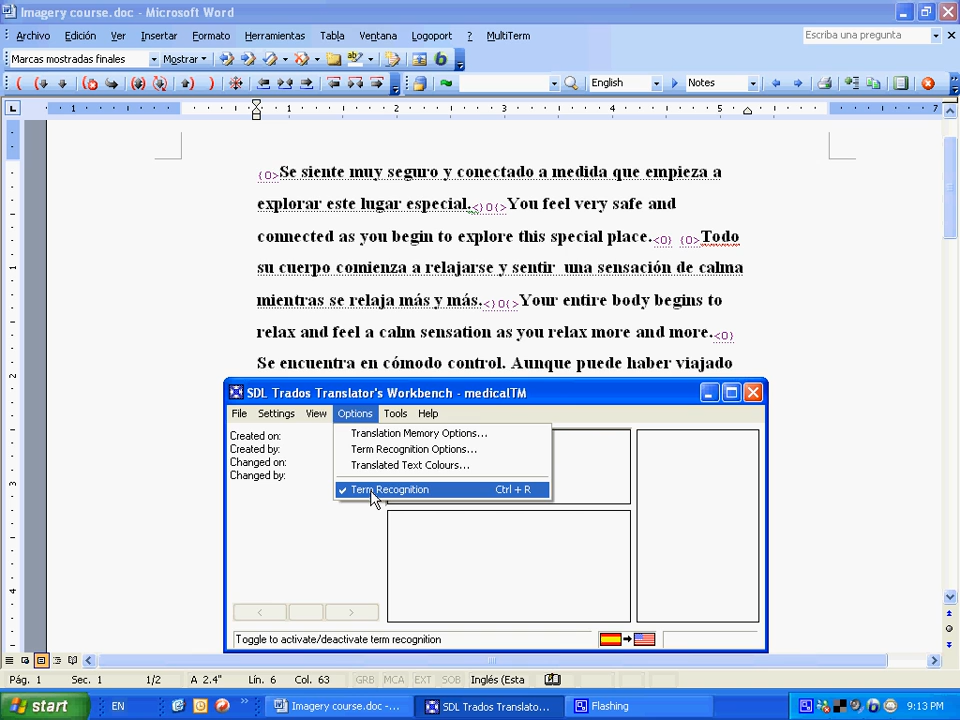 Imagery course.doc - Microsoft Word
Archivo Edición Ver Insertar Formato Herramientas Tabla Ventana Logoport ? MultiTerm Escriba una pregunta
Marcas mostradas finales Mostrar
English Notes
1 1 2 3 4 5 7
{0>Se siente muy seguro y conectado a medida que empieza a
explorar este lugar especial.<}0{>You feel very safe and
connected as you begin to explore this special place.<0} {0>Todo
su cuerpo comienza a relajarse y sentir una sensación de calma
mientras se relaja más y más.<}0{>Your entire body begins to
relax and feel a calm sensation as you relax more and more.<0}
Se encuentra en cómodo control. Aunque puede haber viajado
SDL Trados Translator's Workbench - medicalTM
File Settings View Options Tools Help
Created on:
Created by:
Changed on:
Changed by:
Translation Memory Options...
Term Recognition Options...
Translated Text Colours...
Term Recognition Ctrl + R
< >
Toggle to activate/deactivate term recognition
Pág. 1 Sec. 1 1/2 A 2.4" Lín. 6 Col. 63 GRB MCA EXT SOB Inglés (Esta
start EN Imagery course.doc -... SDL Trados Translato... Flashing 9:13 PM